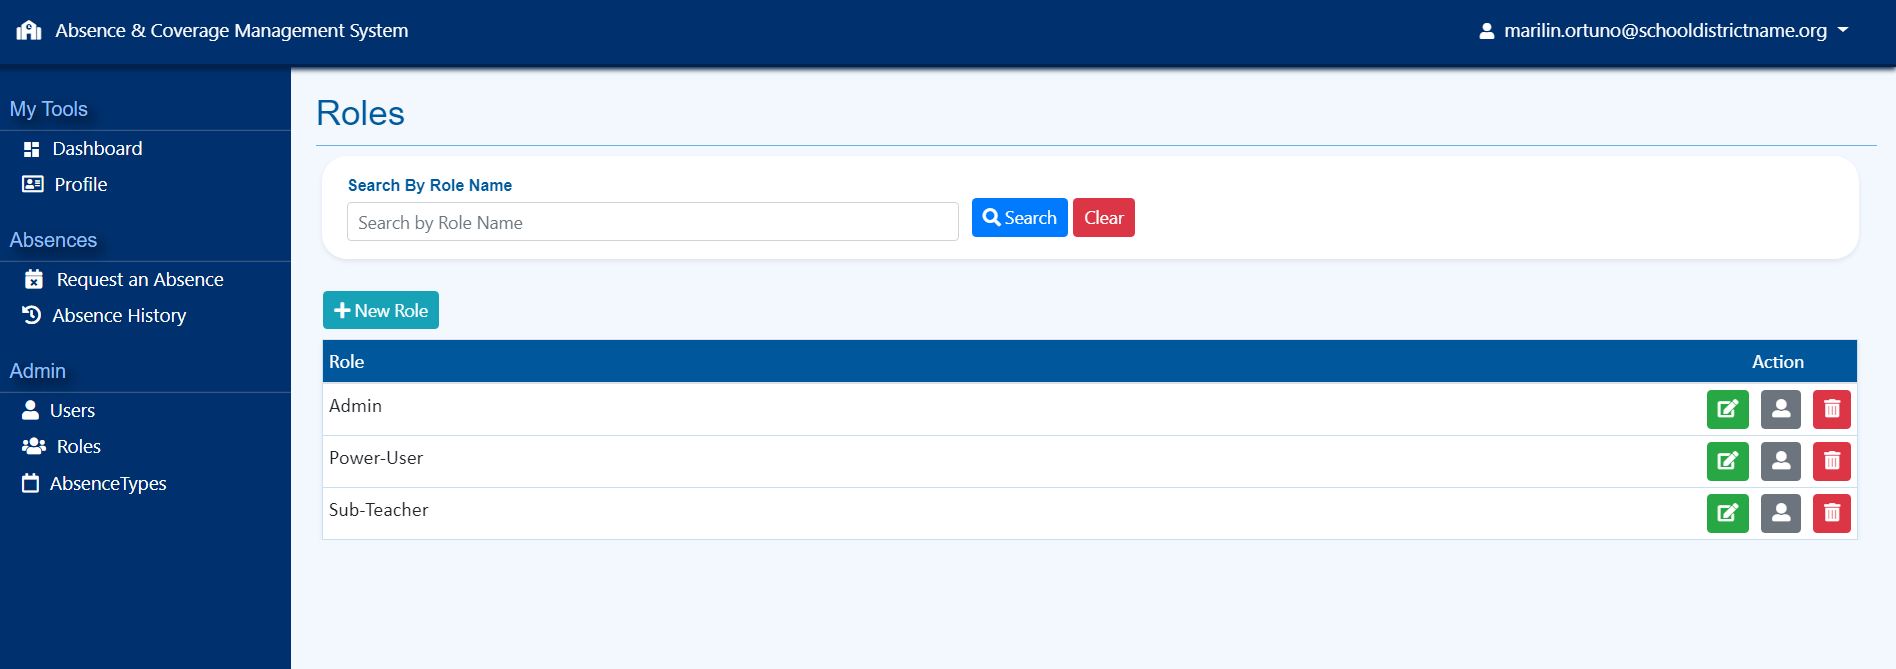 Absence & Coverage Management System
marilin.ortuno@schooldistrictname.org
My Tools
Dashboard
Profile
Absences
Request an Absence
Absence History
Admin
Users
Roles
AbsenceTypes
Roles
Search By Role Name
Search by Role Name
Search
Clear
New Role
Role Action
Admin
Power-User
Sub-Teacher